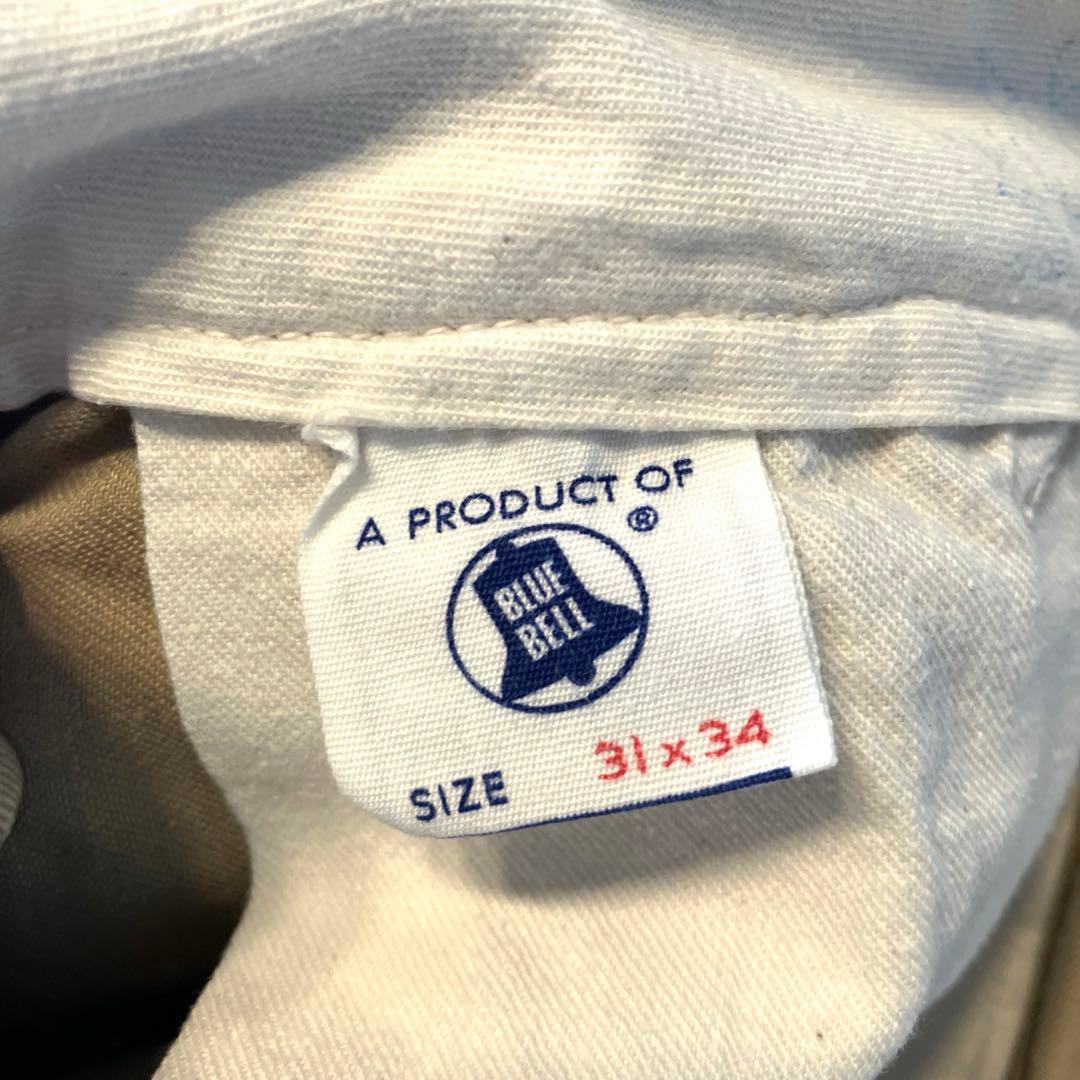 A PRODUCT OF
®
BLUE
BELL
SIZE 31 x 34